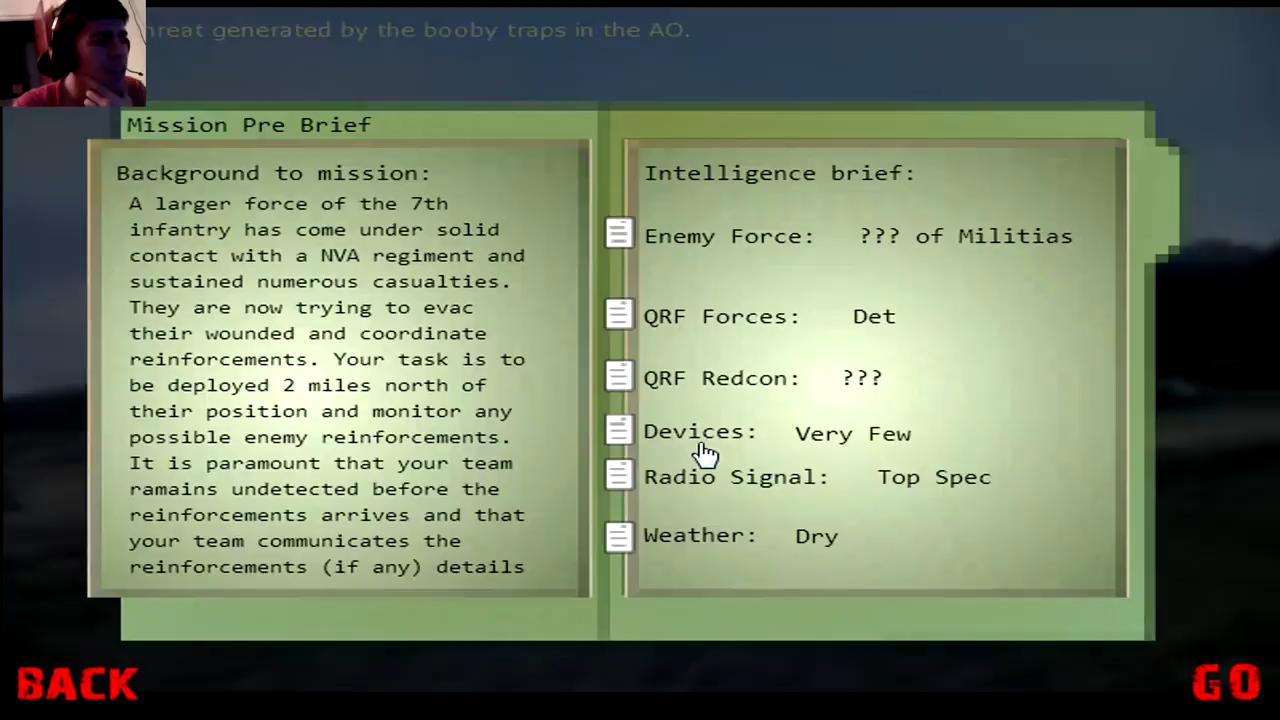 threat generated by the booby traps in the AO.
Mission Pre Brief
Background to mission:
A larger force of the 7th
infantry has come under solid
contact with a NVA regiment and
sustained numerous casualties.
They are now trying to evac
their wounded and coordinate
reinforcements. Your task is to
be deployed 2 miles north of
their position and monitor any
possible enemy reinforcements.
It is paramount that your team
ramains undetected before the
reinforcements arrives and that
your team communicates the
reinforcements (if any) details
Intelligence brief:
Enemy Force: ??? of Militias
QRF Forces: Det
QRF Redcon: ???
Devices: Very Few
Radio Signal: Top Spec
Weather: Dry
BACK
GO